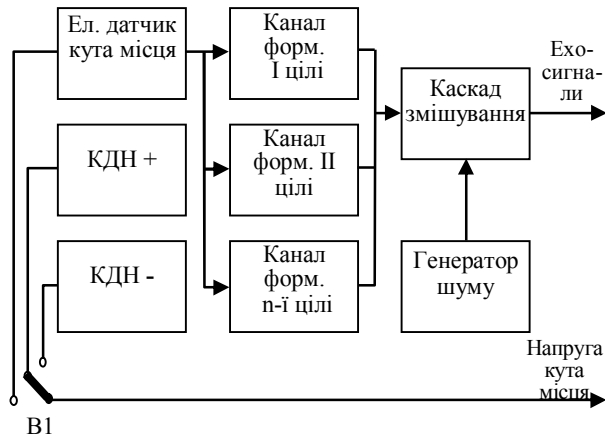 Ел. датчик
кута місця
Канал
форм.
І цілі
Ехо-
сигна-
ли
Каскад
змішування
КДН +
Канал
форм. ІІ
цілі
КДН -
Канал
форм.
n-ї цілі
Генератор
шуму
Напруга
кута
місця
В1